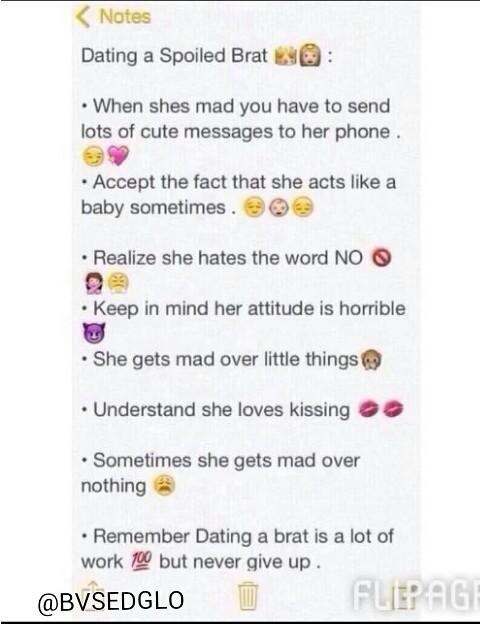 Notes
Dating a Spoiled Brat 👑👸 :
• When shes mad you have to send
lots of cute messages to her phone .
😏💖
• Accept the fact that she acts like a
baby sometimes . 😔👶😔
• Realize she hates the word NO 🚫
🙅😤
• Keep in mind her attitude is horrible
😈
• She gets mad over little things🙊
• Understand she loves kissing 💋💋
• Sometimes she gets mad over
nothing 😩
• Remember Dating a brat is a lot of
work 💯 but never give up .
@BVSEDGLO